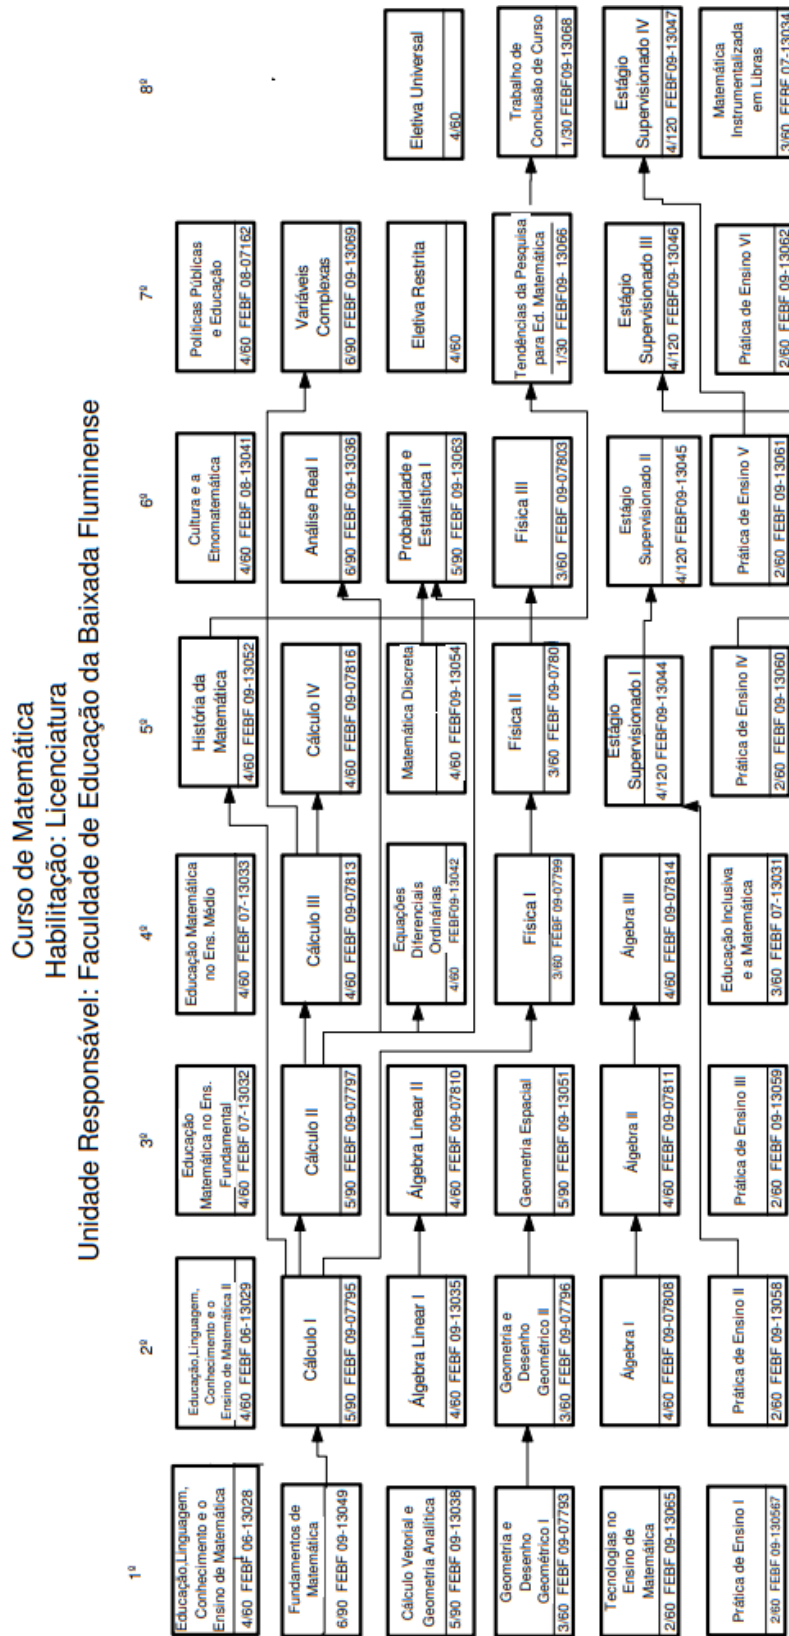 Curso de Matemática
Habilitação: Licenciatura
Unidade Responsável: Faculdade de Educação da Baixada Fluminense
1º
2º
3º
4º
5º
6º
7º
8º
Educação,Linguagem,
Conhecimento e o
Ensino de Matemática
4/60 FEBF 06-13028
Educação,Linguagem,
Conhecimento e o
Ensino de Matemática II
4/60 FEBF 06-13029
Educação
Matemática no Ens.
Fundamental
4/60 FEBF 07-13032
Educação Matemática
no Ens. Médio
4/60 FEBF 07-13033
História da
Matemática
4/60 FEBF 09-13052
Cultura e a
Etnomatemática
4/60 FEBF 08-13041
Políticas Públicas
e Educação
4/60 FEBF 08-07162
Fundamentos de
Matemática
6/90 FEBF 09-13049
Cálculo I
5/90 FEBF 09-07795
Cálculo II
5/90 FEBF 09-07797
Cálculo III
4/60 FEBF 09-07813
Cálculo IV
4/60 FEBF 09-07816
Análise Real I
6/90 FEBF 09-13036
Variáveis
Complexas
6/90 FEBF 09-13069
Cálculo Vetorial e
Geometria Analítica
5/90 FEBF 09-13038
Álgebra Linear I
4/60 FEBF 09-13035
Álgebra Linear II
4/60 FEBF 09-07810
Equações
Diferenciais
Ordinárias
4/60 FEBF09-13042
Matemática Discreta
4/60 FEBF09-13054
Probabilidade e
Estatística I
5/90 FEBF 09-13063
Eletiva Restrita
4/60
Eletiva Universal
4/60
Geometria e
Desenho
Geométrico I
3/60 FEBF 09-07793
Geometria e
Desenho
Geométrico II
3/60 FEBF 09-07796
Geometria Espacial
5/90 FEBF 09-13051
Física I
3/60 FEBF 09-07799
Física II
3/60 FEBF 09-0780
Física III
3/60 FEBF 09-07803
Tendências da Pesquisa
para Ed. Matemática
1/30 FEBF09- 13066
Trabalho de
Conclusão de Curso
1/30 FEBF09-13068
Tecnologias no
Ensino de
Matemática
2/60 FEBF 09-13065
Álgebra I
4/60 FEBF 09-07808
Álgebra II
4/60 FEBF 09-07811
Álgebra III
4/60 FEBF 09-07814
Estágio
Supervisionado I
4/120 FEBF09-13044
Estágio
Supervisionado II
4/120 FEBF09-13045
Estágio
Supervisionado III
4/120 FEBF09-13046
Estágio
Supervisionado IV
4/120 FEBF09-13047
Prática de Ensino I
2/60 FEBF 09-130567
Prática de Ensino II
2/60 FEBF 09-13058
Prática de Ensino III
2/60 FEBF 09-13059
Educação Inclusiva
e a Matemática
3/60 FEBF 07-13031
Prática de Ensino IV
2/60 FEBF 09-13060
Prática de Ensino V
2/60 FEBF 09-13061
Prática de Ensino VI
2/60 FEBF 09-13062
Matemática
Instrumentalizada
em Libras
3/60 FEBF 07-13034